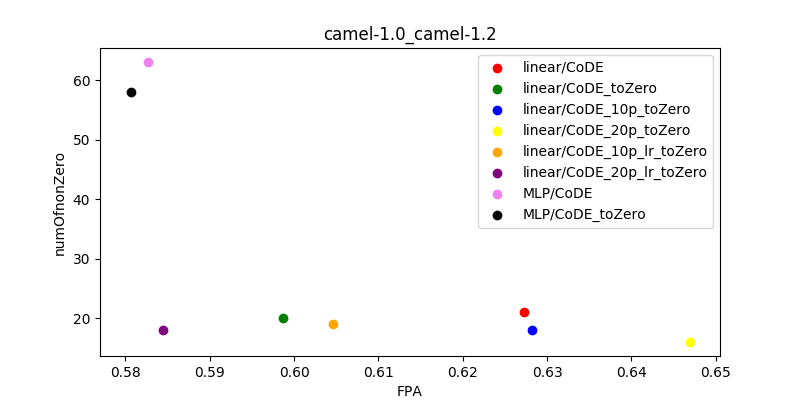 camel-1.0_camel-1.2
linear/CoDE
linear/CoDE_toZero
linear/CoDE_10p_toZero
linear/CoDE_20p_toZero
linear/CoDE_10p_lr_toZero
linear/CoDE_20p_lr_toZero
MLP/CoDE
MLP/CoDE_toZero
numOfnonZero
60
50
40
30
20
0.58 0.59 0.60 0.61 0.62 0.63 0.64 0.65
FPA